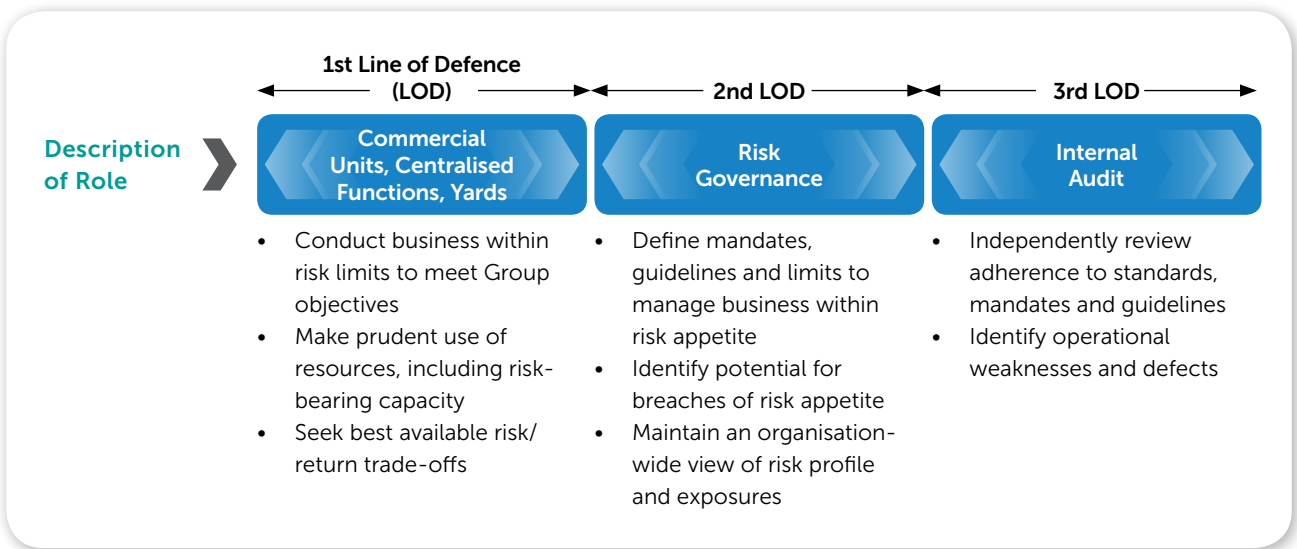 1st Line of Defence
(LOD)
2nd LOD
3rd LOD
Description
of Role
Commercial
Units, Centralised
Functions, Yards
Risk
Governance
Internal
Audit
• Conduct business within
risk limits to meet Group
objectives
• Make prudent use of
resources, including risk-
bearing capacity
• Seek best available risk/
return trade-offs
• Define mandates,
guidelines and limits to
manage business within
risk appetite
• Identify potential for
breaches of risk appetite
• Maintain an organisation-
wide view of risk profile
and exposures
• Independently review
adherence to standards,
mandates and guidelines
• Identify operational
weaknesses and defects